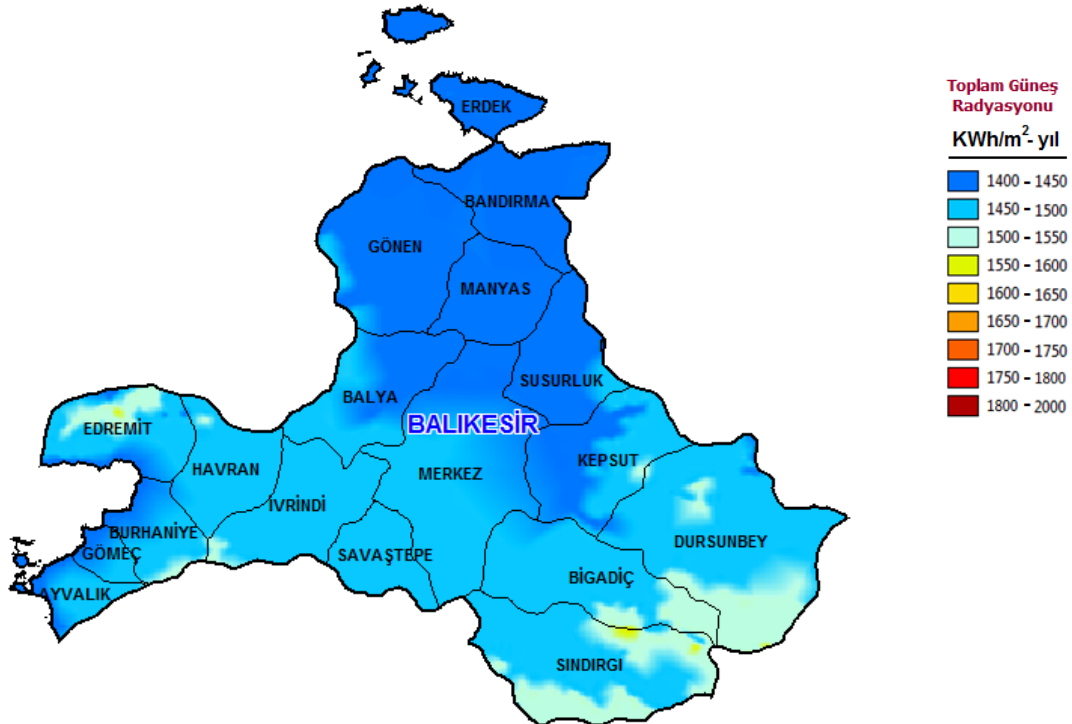 ERDEK
BANDIRMA
GÖNEN
MANYAS
SUSURLUK
BALYA
BALIKESİR
EDREMİT
HAVRAN
MERKEZ
KEPSUT
İVRİNDİ
BURHANİYE
GÖMEÇ
SAVAŞTEPE
DURSUNBEY
AYVALIK
BİGADİÇ
SINDIRGI
Toplam Güneş
Radyasyonu
KWh/m²- yıl
1400 - 1450
1450 - 1500
1500 - 1550
1550 - 1600
1600 - 1650
1650 - 1700
1700 - 1750
1750 - 1800
1800 - 2000